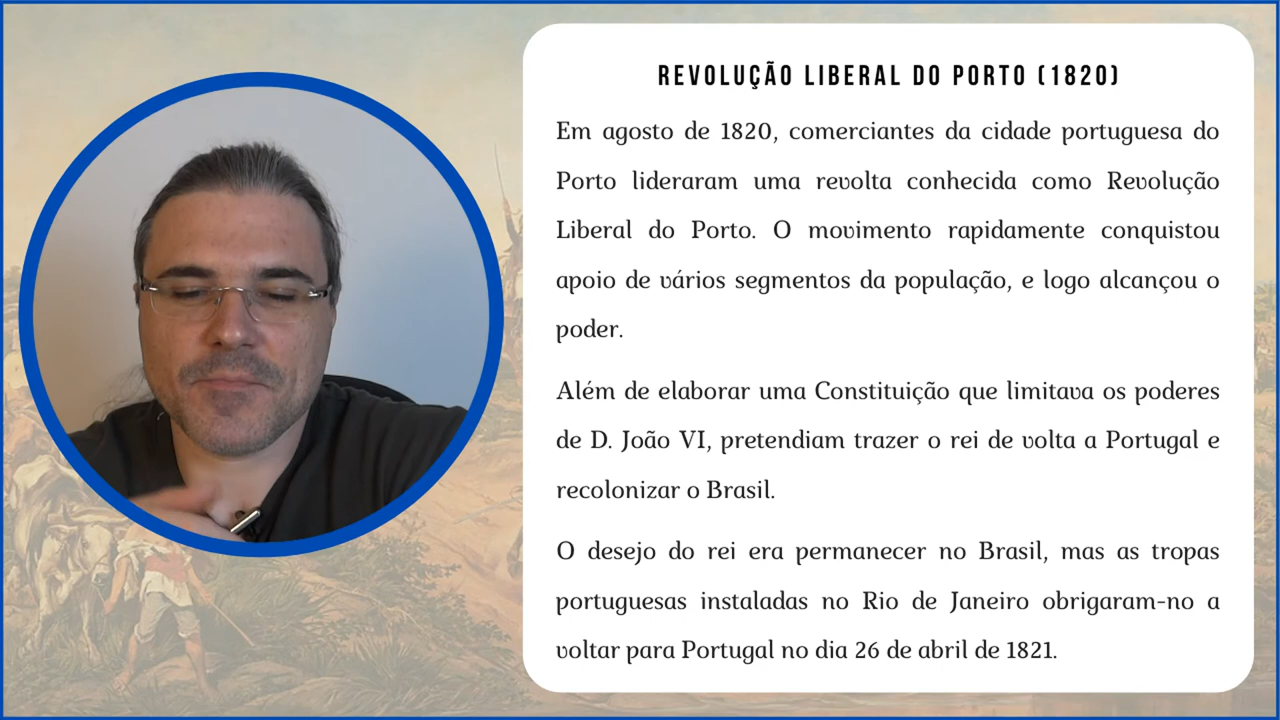 REVOLUÇÃO LIBERAL DO PORTO (1820)
Em agosto de 1820, comerciantes da cidade portuguesa do
Porto lideraram uma revolta conhecida como Revolução
Liberal do Porto. O movimento rapidamente conquistou
apoio de vários segmentos da população, e logo alcançou o
poder.
Além de elaborar uma Constituição que limitava os poderes
de D. João VI, pretendiam trazer o rei de volta a Portugal e
recolonizar o Brasil.
O desejo do rei era permanecer no Brasil, mas as tropas
portuguesas instaladas no Rio de Janeiro obrigaram-no a
voltar para Portugal no dia 26 de abril de 1821.